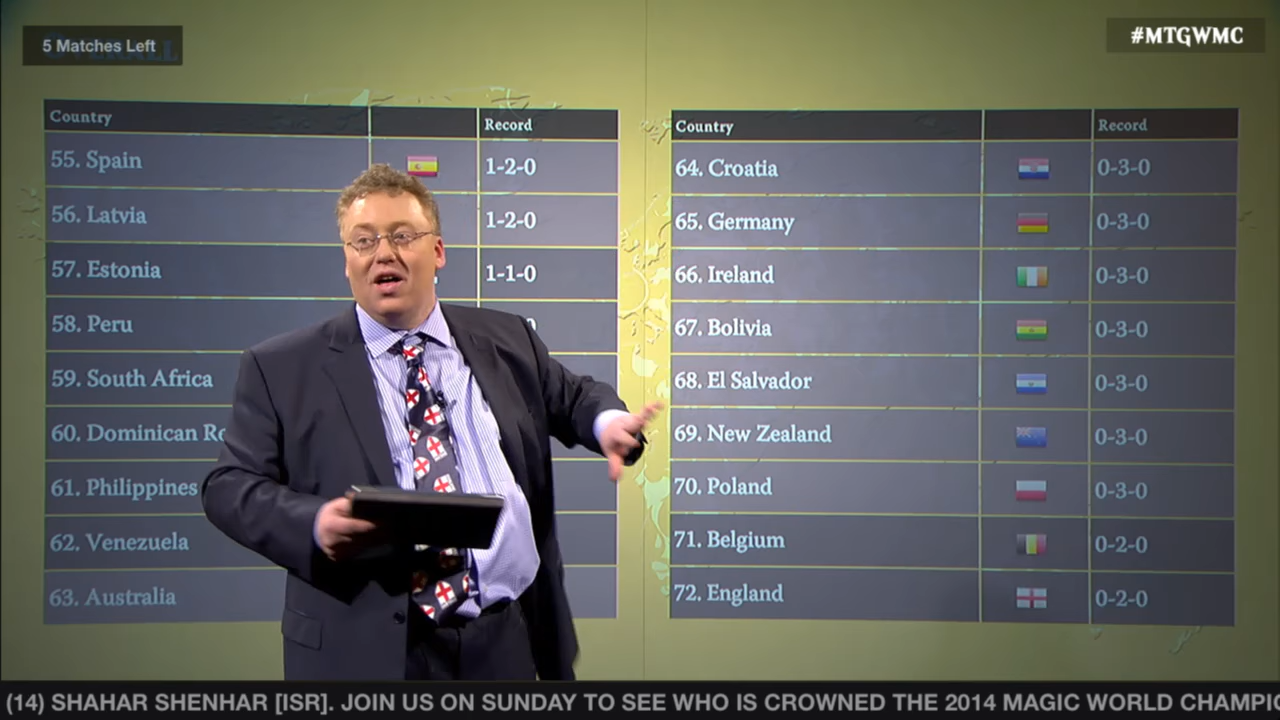 5 Matches Left
#MTGWMC
Country Record
55. Spain 1-2-0
56. Latvia 1-2-0
57. Estonia 1-1-0
58. Peru
59. South Africa
60. Dominican
61. Philippines
62. Venezuela
63. Australia
Country Record
64. Croatia 0-3-0
65. Germany 0-3-0
66. Ireland 0-3-0
67. Bolivia 0-3-0
68. El Salvador 0-3-0
69. New Zealand 0-3-0
70. Poland 0-3-0
71. Belgium 0-2-0
72. England 0-2-0
(14) SHAHAR SHENHAR [ISR]. JOIN US ON SUNDAY TO SEE WHO IS CROWNED THE 2014 MAGIC WORLD